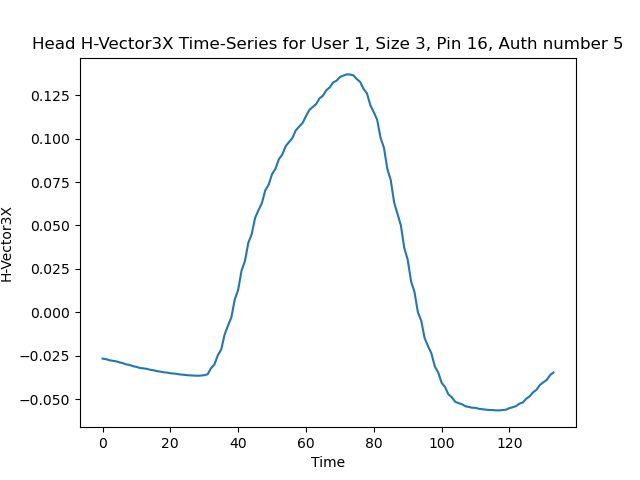 Head H-Vector3X Time-Series for User 1, Size 3, Pin 16, Auth number 5
H-Vector3X
0.125
0.100
0.075
0.050
0.025
0.000
−0.025
−0.050
0 20 40 60 80 100 120
Time